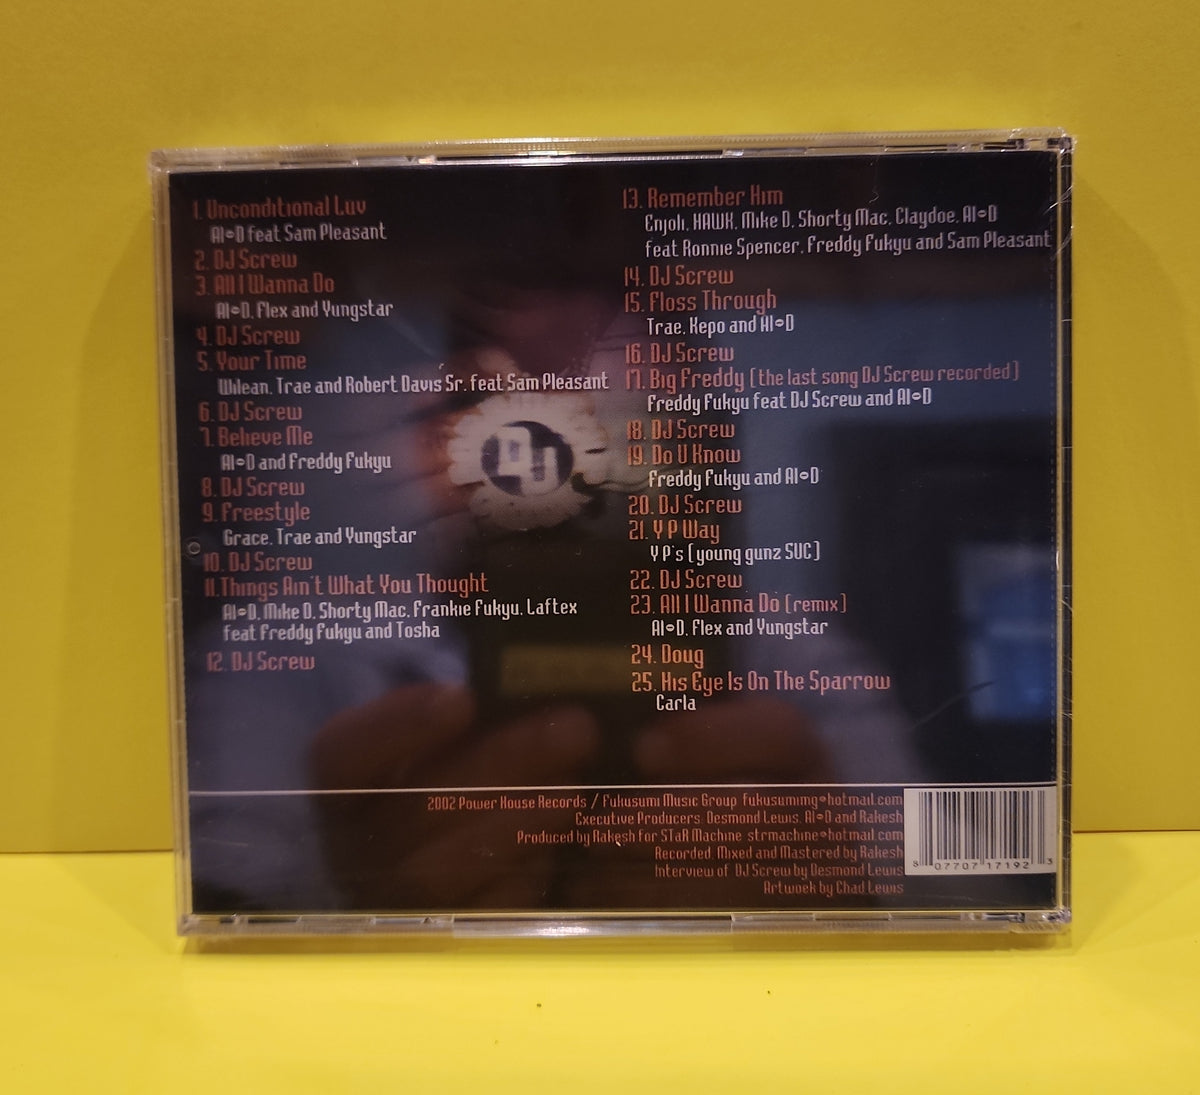 1. Unconditional Luv
Al-D feat Sam Pleasant
2. DJ Screw
3. All I Wanna Do
Al-D, Flex and Yungstar
4. DJ Screw
5. Your Time
Wilean, Trae and Robert Davis Sr. feat Sam Pleasant
6. DJ Screw
7. Believe Me
Al-D and Freddy Fukyu
8. DJ Screw
9. Freestyle
Grace, Trae and Yungstar
10. DJ Screw
11. Things Ain't What You Thought
Al-D, Mike D, Shorty Mac, Frankie Fukyu, Laftex
feat Freddy Fukyu and Tosha
12. DJ Screw
13. Remember Him
Enjoli, HAWK, Mike D, Shorty Mac, Claydoe, Al-D
feat Ronnie Spencer, Freddy Fukyu and Sam Pleasant
14. DJ Screw
15. Floss Through
Trae, Kepo and Al-D
16. DJ Screw
17. Big Freddy (the last song DJ Screw recorded)
Freddy Fukyu feat DJ Screw and Al-D
18. DJ Screw
19. Do U Know
Freddy Fukyu and Al-D
20. DJ Screw
21. Y P Way
Y P's (young gunz SUC)
22. DJ Screw
23. All I Wanna Do (remix)
Al-D, Flex and Yungstar
24. Doug
25. His Eye Is On The Sparrow
Carla
2002 Power House Records / Fukusumi Music Group fukusumimg@hotmail.com
Executive Producers: Desmond Lewis, Al-D and Rakesh
Produced by Rakesh for STaR Machine strmachine@hotmail.com
Recorded, Mixed and Mastered by Rakesh
Interview of DJ Screw by Desmond Lewis
Artwoek by Chad Lewis
8 07707 17192 3